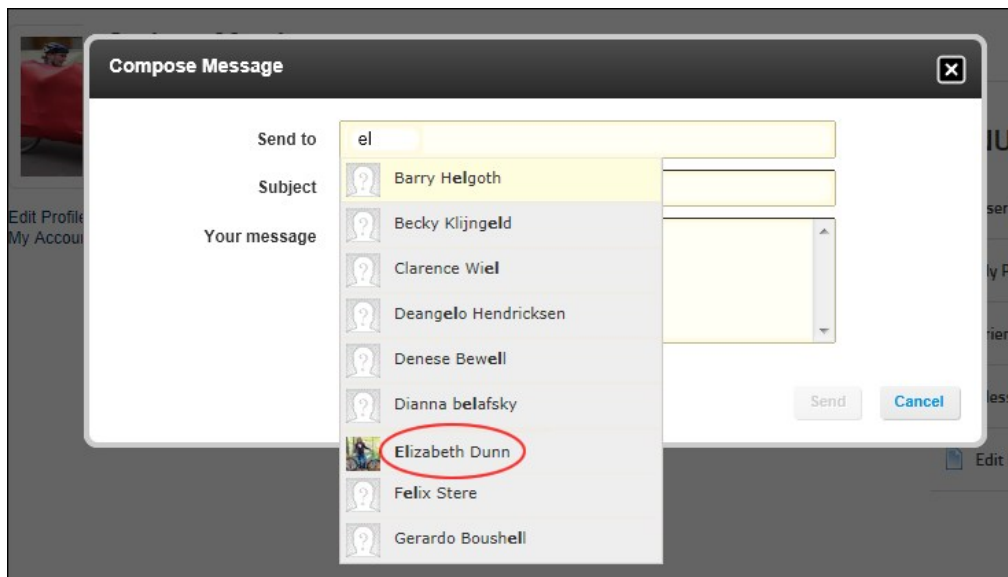 Compose Message
Send to
el
Subject
Your message
Barry Helgoth
Becky Klijngeld
Clarence Wiel
Deangelo Hendricksen
Denese Bewell
Dianna belafsky
Elizabeth Dunn
Felix Stere
Gerardo Boushell
Send
Cancel
Edit Profile
My Accou
Edit